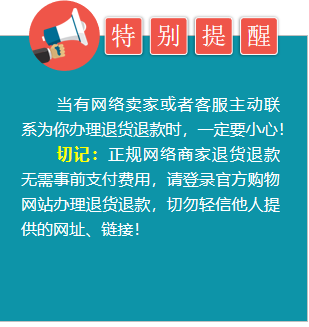 特别提醒
当有网络卖家或者客服主动联
系为你办理退货退款时，一定要小心！
切记：正规网络商家退货退款
无需事前支付费用，请登录官方购物
网站办理退货退款，切勿轻信他人提
供的网址、链接！